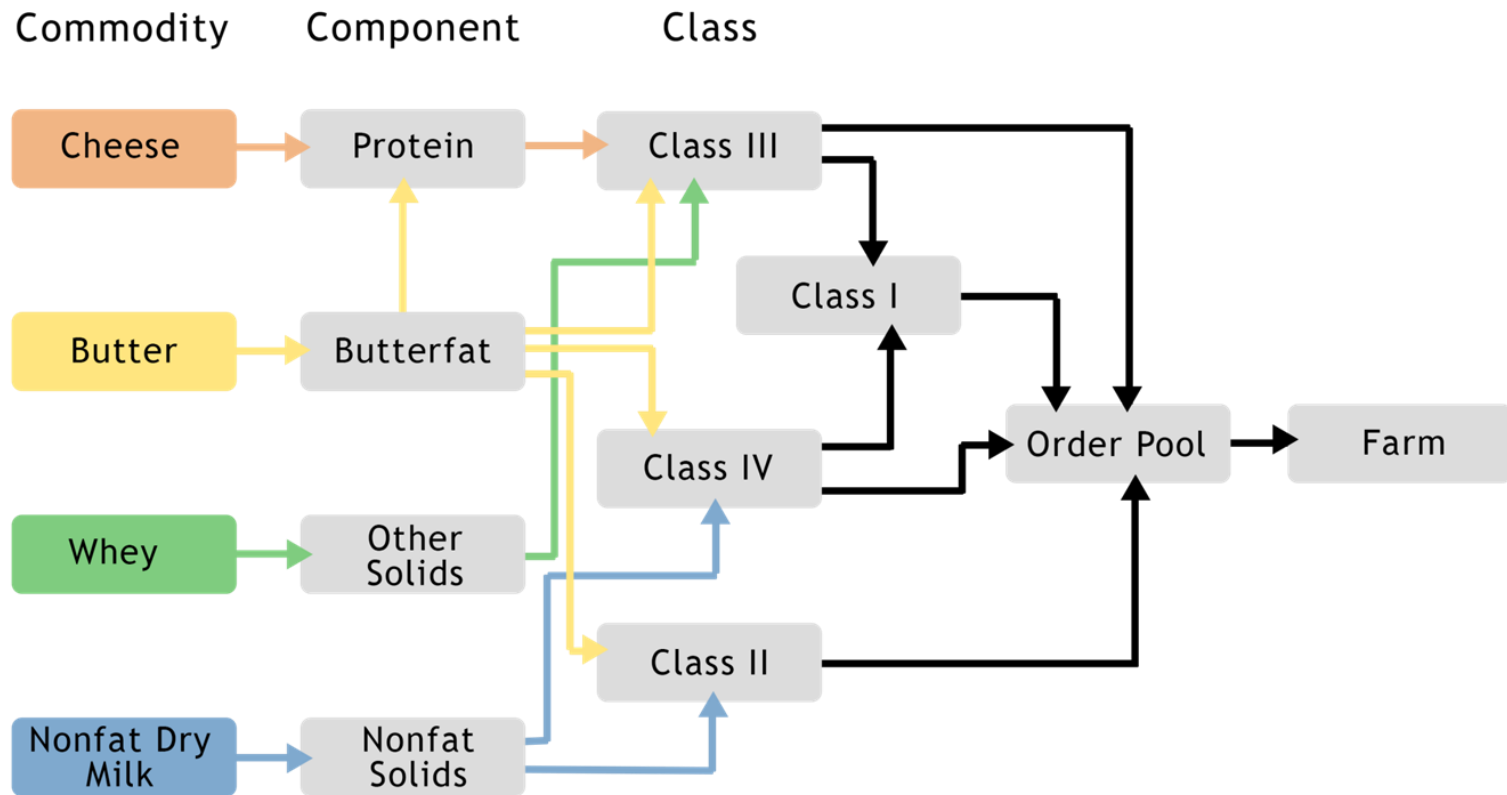 Commodity Component Class
Cheese Protein Class III
Class I
Butter Butterfat
Order Pool Farm
Class IV
Whey
Other
Solids
Class II
Nonfat Dry
Milk
Nonfat
Solids